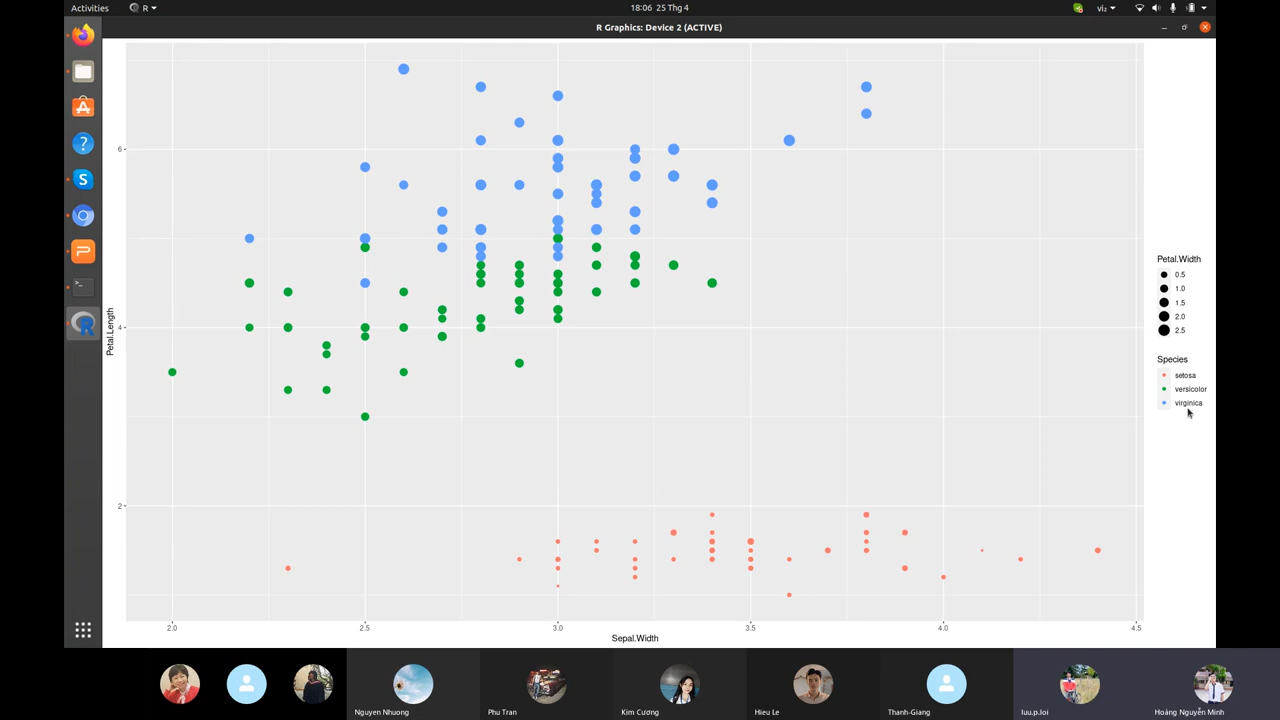 Activities R 18:06 25 Thg 4 vi₂
R Graphics: Device 2 (ACTIVE)
6
4
2
Petal.Length
2.0 2.5 3.0 3.5 4.0 4.5
Sepal.Width
Petal.Width
0.5
1.0
1.5
2.0
2.5
Species
setosa
versicolor
virginica
Nguyen Nhuong Phu Tran Kim Cương Hieu Le Thanh-Giang luu.p.loi Hoảng Nguyễn Minh